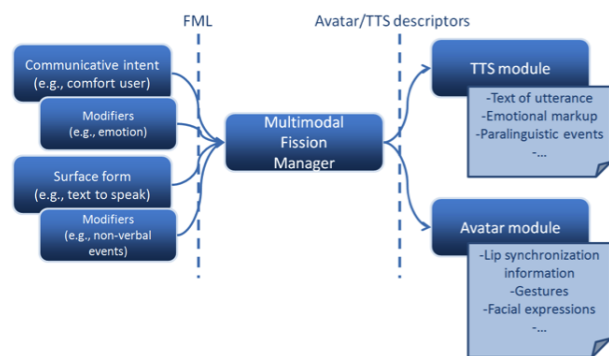 FML
Avatar/TTS descriptors
Communicative intent
(e.g., comfort user)
Modifiers
(e.g., emotion)
Surface form
(e.g., text to speak)
Modifiers
(e.g., non-verbal
events)
Multimodal
Fission
Manager
TTS module
-Text of utterance
-Emotional markup
-Paralinguistic events
-...
Avatar module
-Lip synchronization
information
-Gestures
-Facial expressions
-...